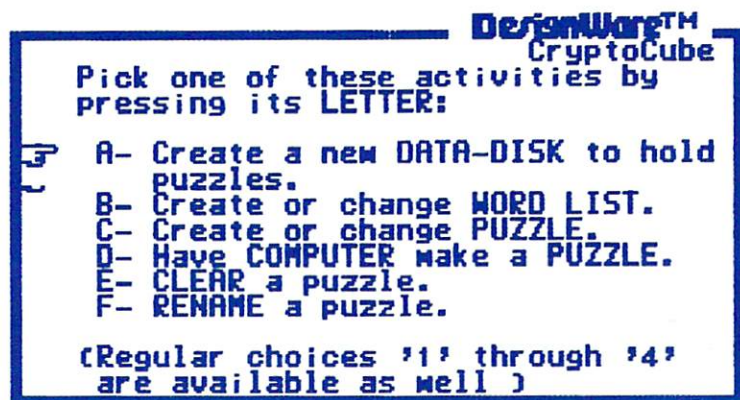 DesignWare™
CryptoCube
Pick one of these activities by
pressing its LETTER:
A- Create a new DATA-DISK to hold
puzzles.
B- Create or change WORD LIST.
C- Create or change PUZZLE.
D- Have COMPUTER make a PUZZLE.
E- CLEAR a puzzle.
F- RENAME a puzzle.
(Regular choices '1' through '4'
are available as well )